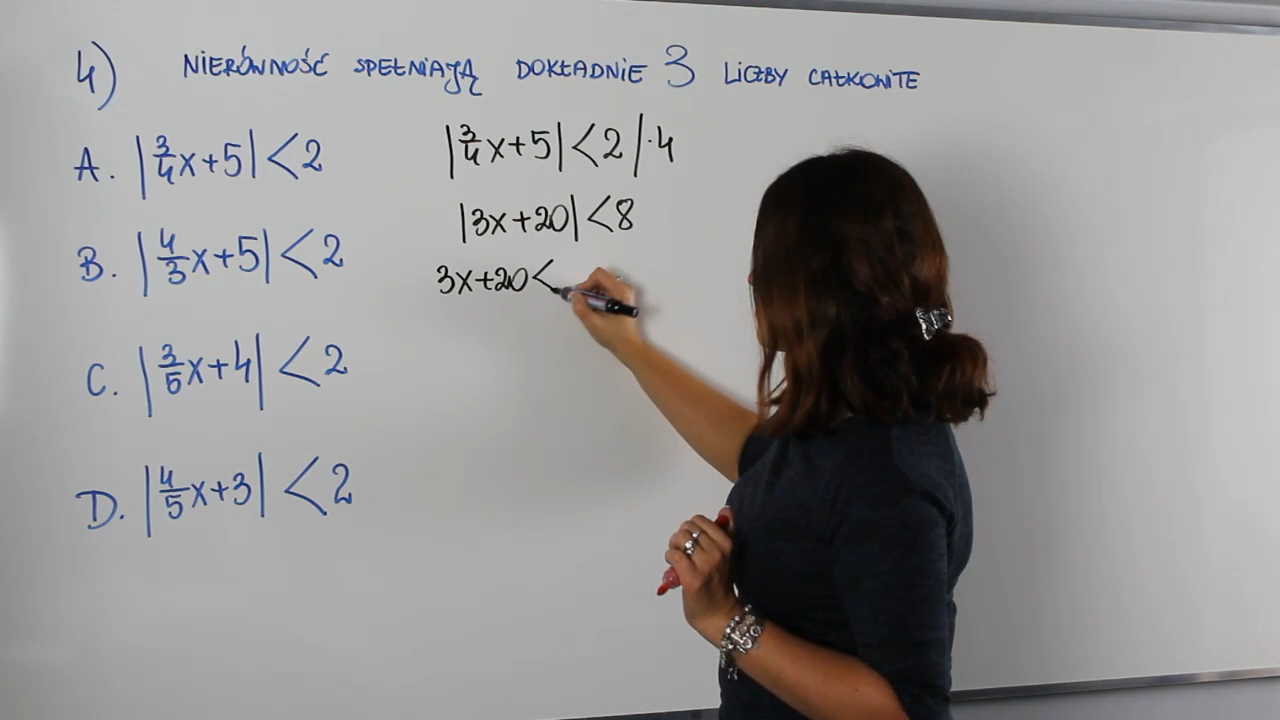 4) NIERÓWNOŚĆ SPEŁNIAJĄ DOKŁADNIE 3 LICZBY CAŁKOWITE
A. |3/4x+5| < 2
B. |4/3x+5| < 2
C. |3/5x+4| < 2
D. |4/5x+3| < 2
|3/4x+5| < 2 | ·4
|3x+20| < 8
3x+20 <